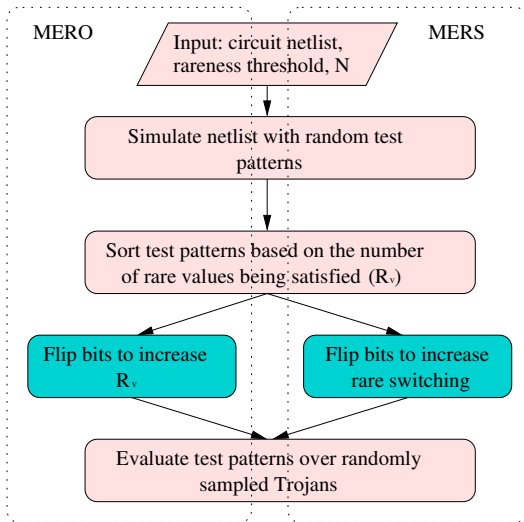 MERO
MERS
Input: circuit netlist,
rareness threshold, N
Simulate netlist with random test
patterns
Sort test patterns based on the number
of rare values being satisfied (Rv)
Flip bits to increase
Rv
Flip bits to increase
rare switching
Evaluate test patterns over randomly
sampled Trojans